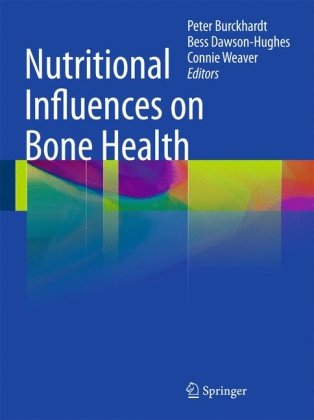 Peter Burckhardt
Bess Dawson-Hughes
Connie Weaver
Editors
Nutritional
Influences on
Bone Health
Springer